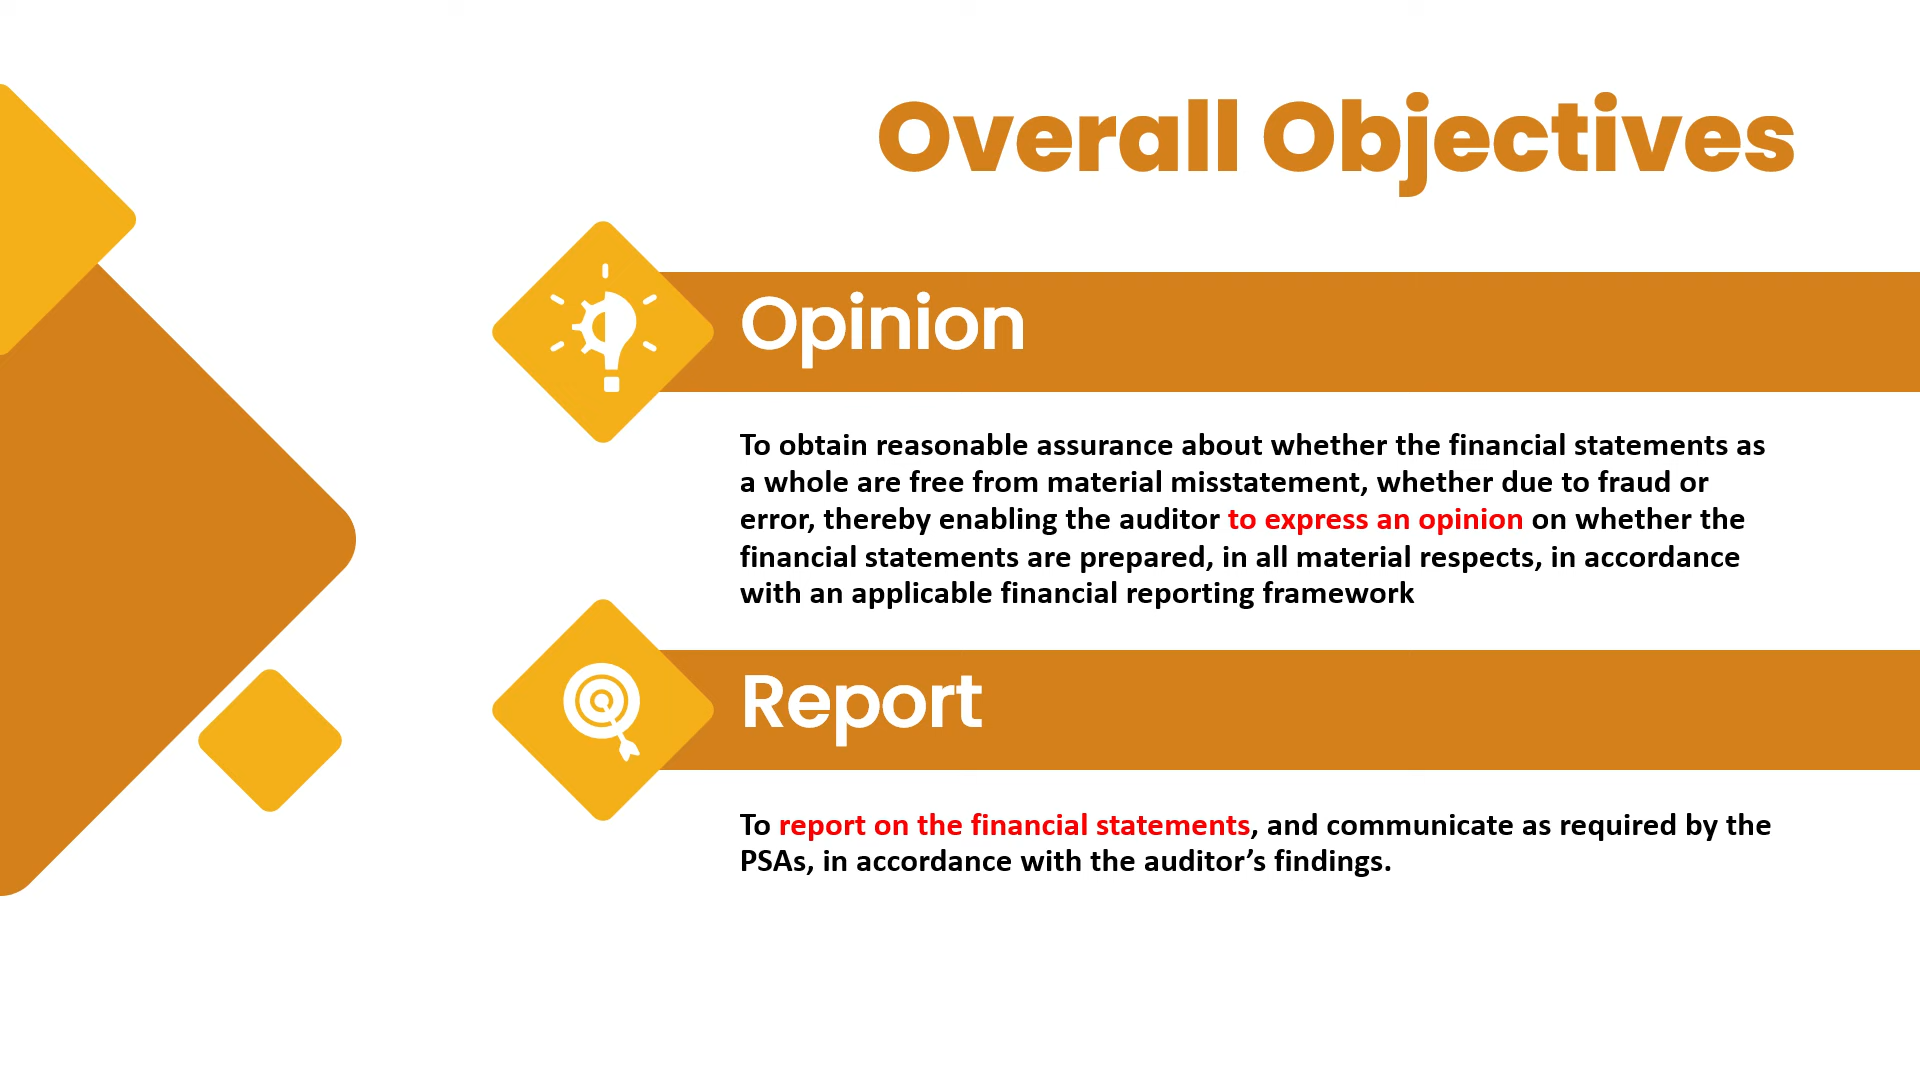 Overall Objectives
Opinion
To obtain reasonable assurance about whether the financial statements as
a whole are free from material misstatement, whether due to fraud or
error, thereby enabling the auditor to express an opinion on whether the
financial statements are prepared, in all material respects, in accordance
with an applicable financial reporting framework
Report
To report on the financial statements, and communicate as required by the
PSAs, in accordance with the auditor’s findings.